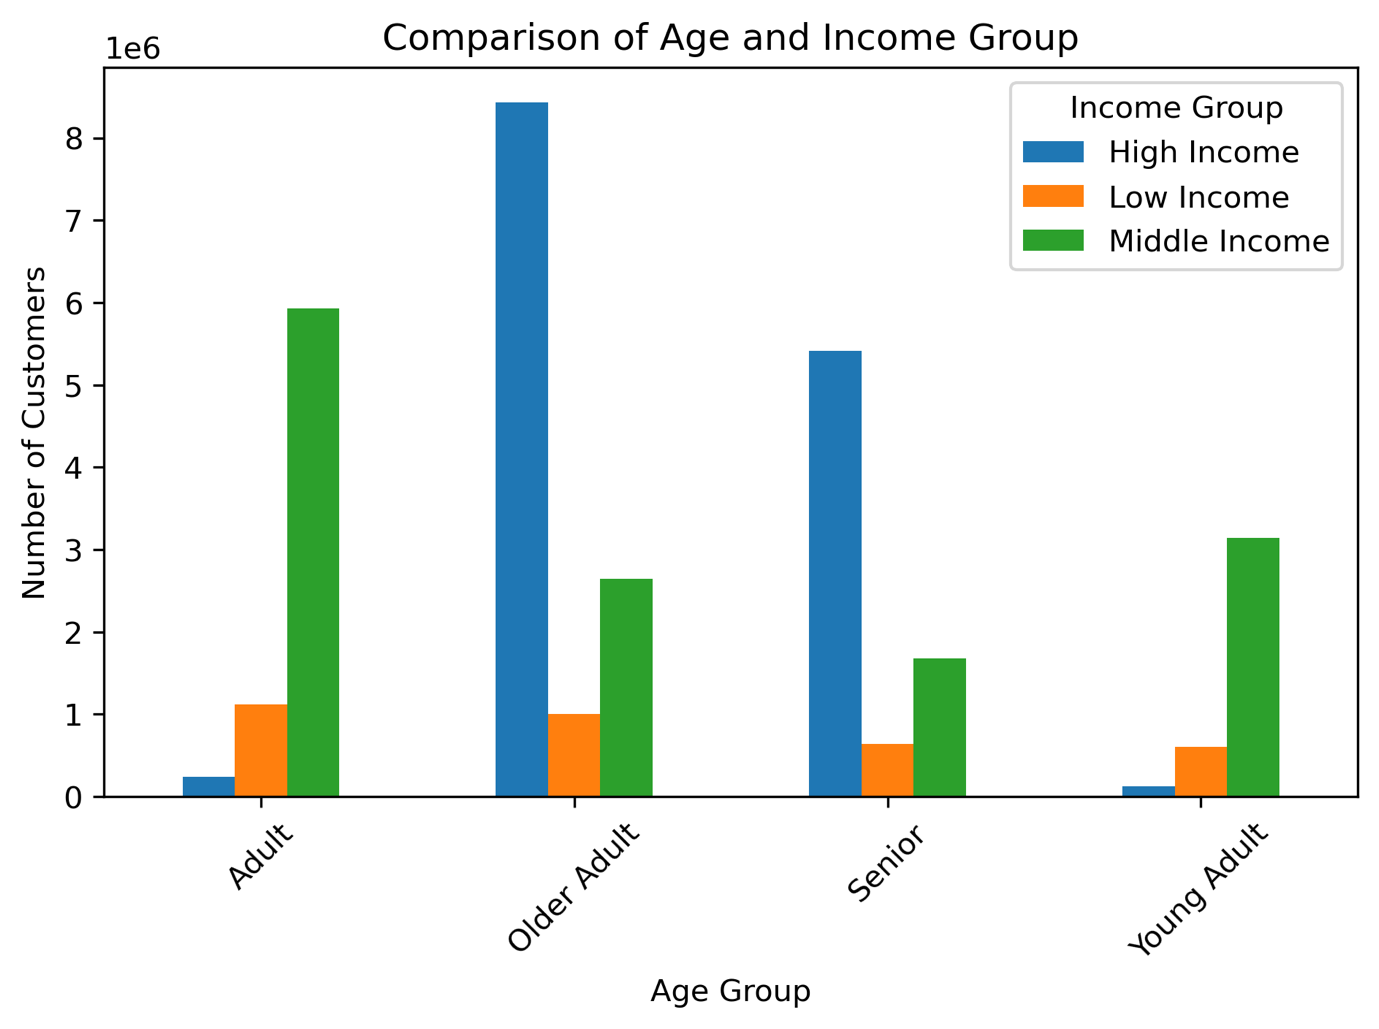 Comparison of Age and Income Group
1e6
Income Group
High Income
Low Income
Middle Income
8
7
6
5
4
3
2
1
0
Number of Customers
Adult
Older Adult
Senior
Young Adult
Age Group